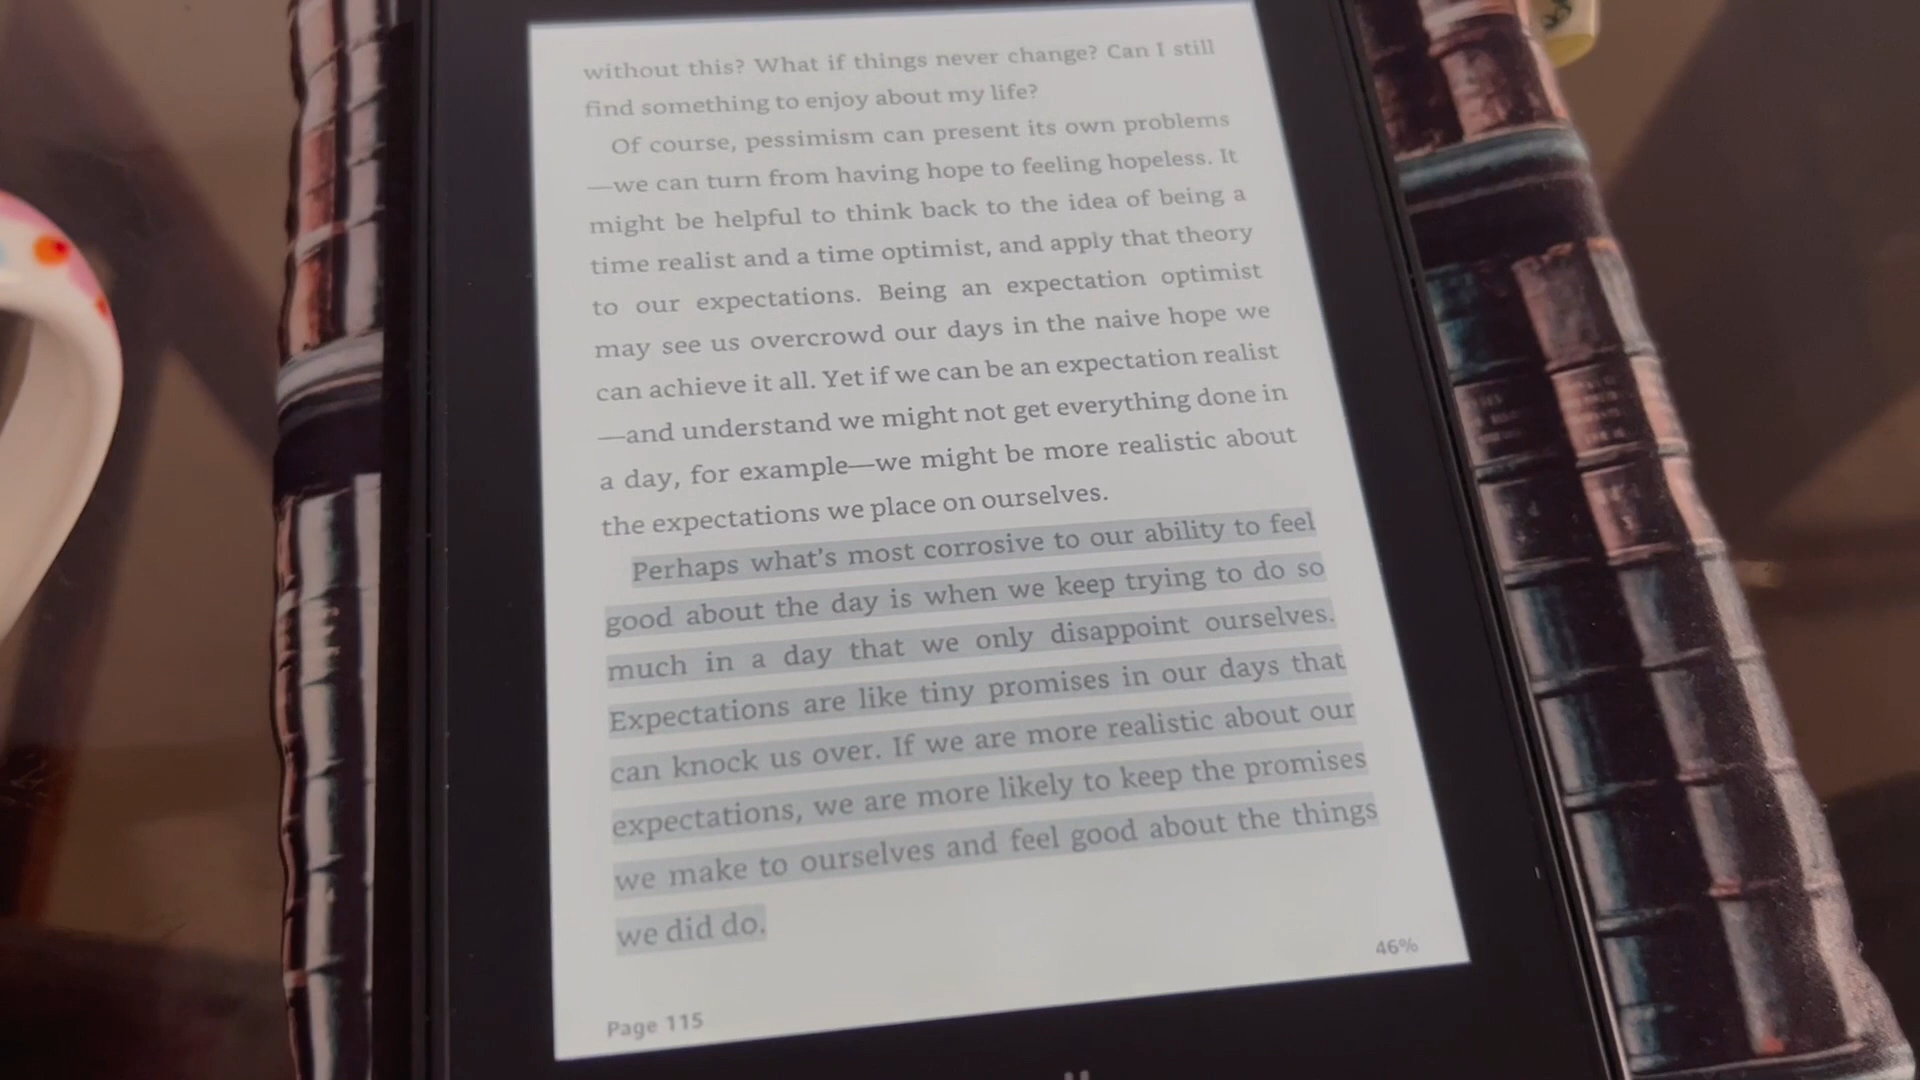 without this? What if things never change? Can I still
find something to enjoy about my life?
Of course, pessimism can present its own problems
—we can turn from having hope to feeling hopeless. It
might be helpful to think back to the idea of being a
time realist and a time optimist, and apply that theory
to our expectations. Being an expectation optimist
may see us overcrowd our days in the naive hope we
can achieve it all. Yet if we can be an expectation realist
—and understand we might not get everything done in
a day, for example—we might be more realistic about
the expectations we place on ourselves.
Perhaps what's most corrosive to our ability to feel
good about the day is when we keep trying to do so
much in a day that we only disappoint ourselves.
Expectations are like tiny promises in our days that
can knock us over. If we are more realistic about our
expectations, we are more likely to keep the promises
we make to ourselves and feel good about the things
we did do.
46%
Page 115